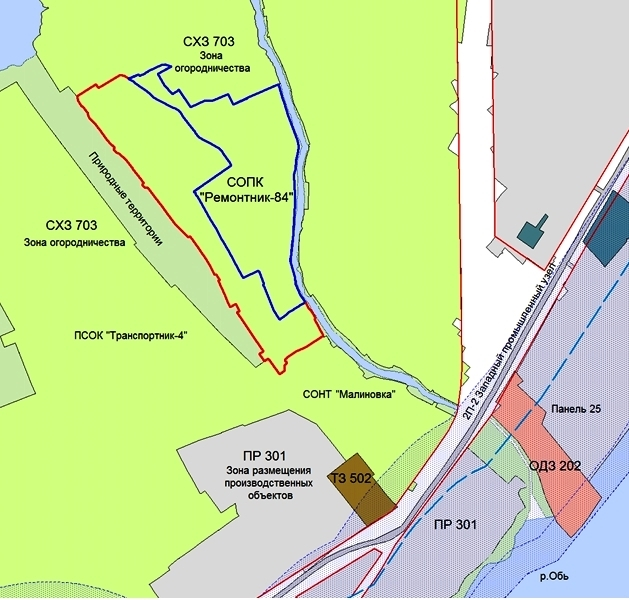 СХЗ 703
Зона
огородничества
Природные территории
СОПК
"Ремонтник-84"
СХЗ 703
Зона огородничества
ПСОК "Транспортник-4"
СОНТ "Малиновка"
2П-2 Западный промышленный узел
Панель 25
ПР 301
Зона размещения
производственных
объектов
ТЗ 502
ОДЗ 202
ПР 301
р.Обь